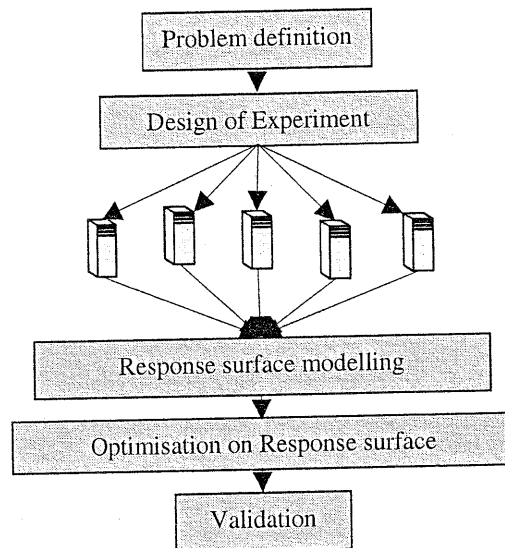 Problem definition
Design of Experiment
Response surface modelling
Optimisation on Response surface
Validation